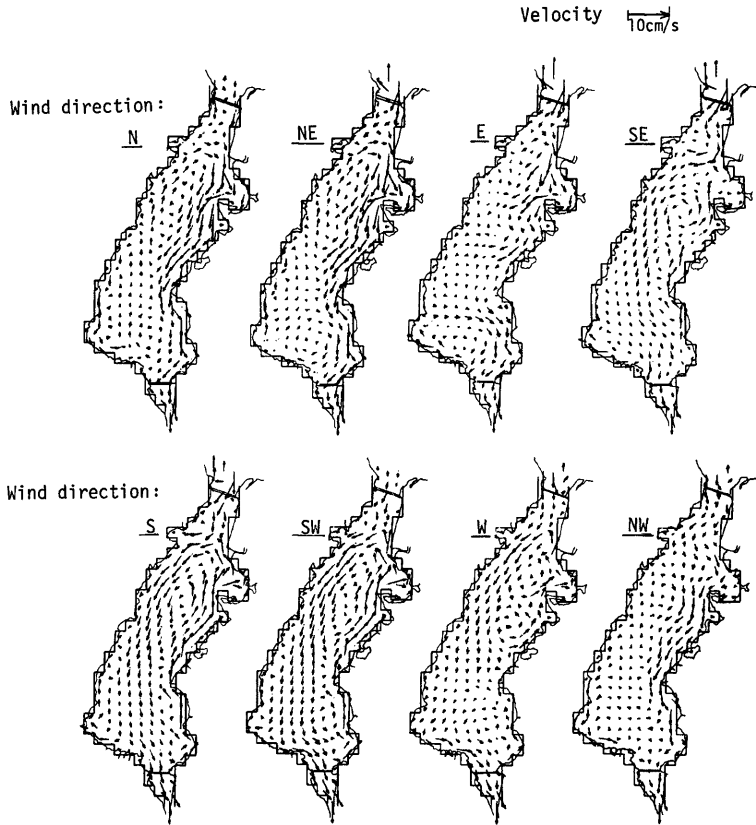 Velocity 10cm/s
Wind direction:
N NE E SE
Wind direction:
S SW W NW